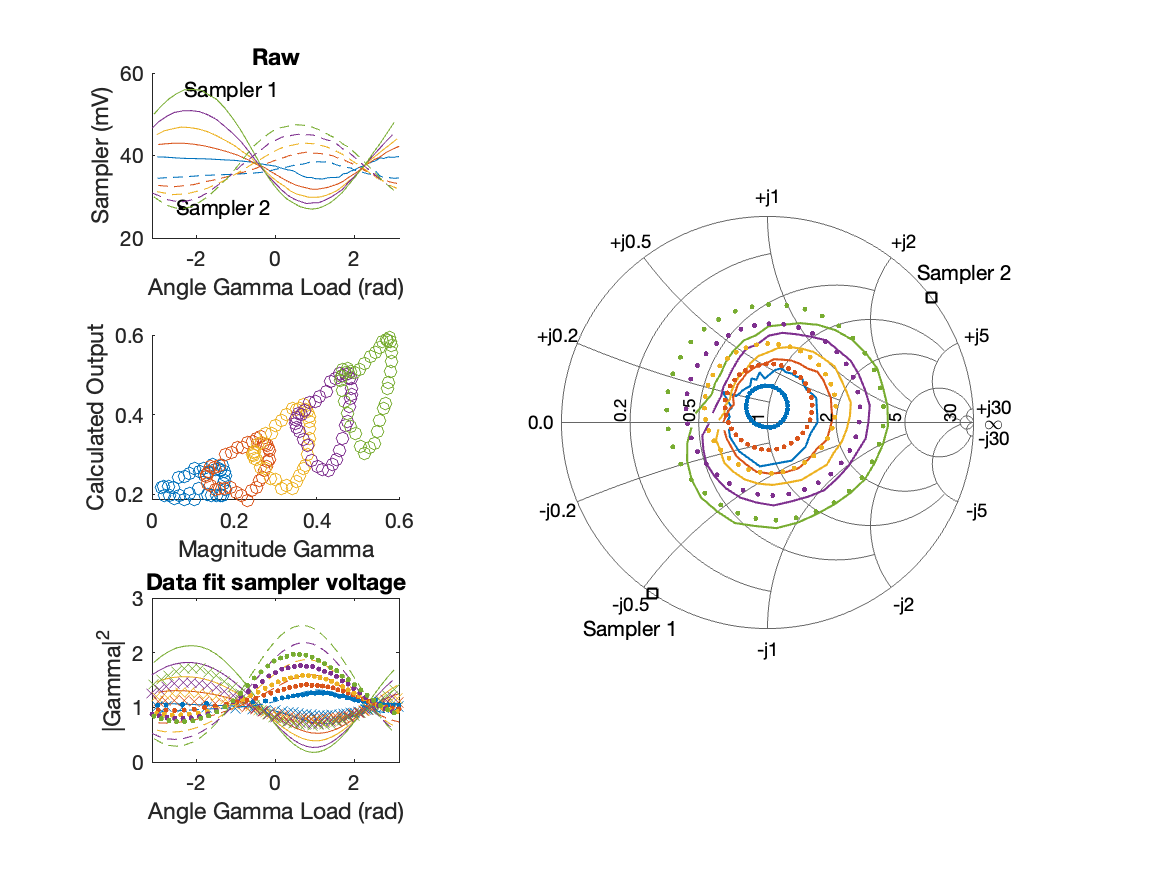 Raw
60
40
20
Sampler (mV)
Sampler 1
Sampler 2
-2
0
2
Angle Gamma Load (rad)
0.6
0.4
0.2
Calculated Output
0
0.2
0.4
0.6
Magnitude Gamma
Data fit sampler voltage
3
2
1
0
|Gamma|2
-2
0
2
Angle Gamma Load (rad)
+j1
+j0.5
+j2
Sampler 2
+j0.2
+j5
0.0
0.2
0.5
1
2
5
30
+j30
∞
-j30
-j0.2
-j5
-j0.5
-j2
Sampler 1
-j1